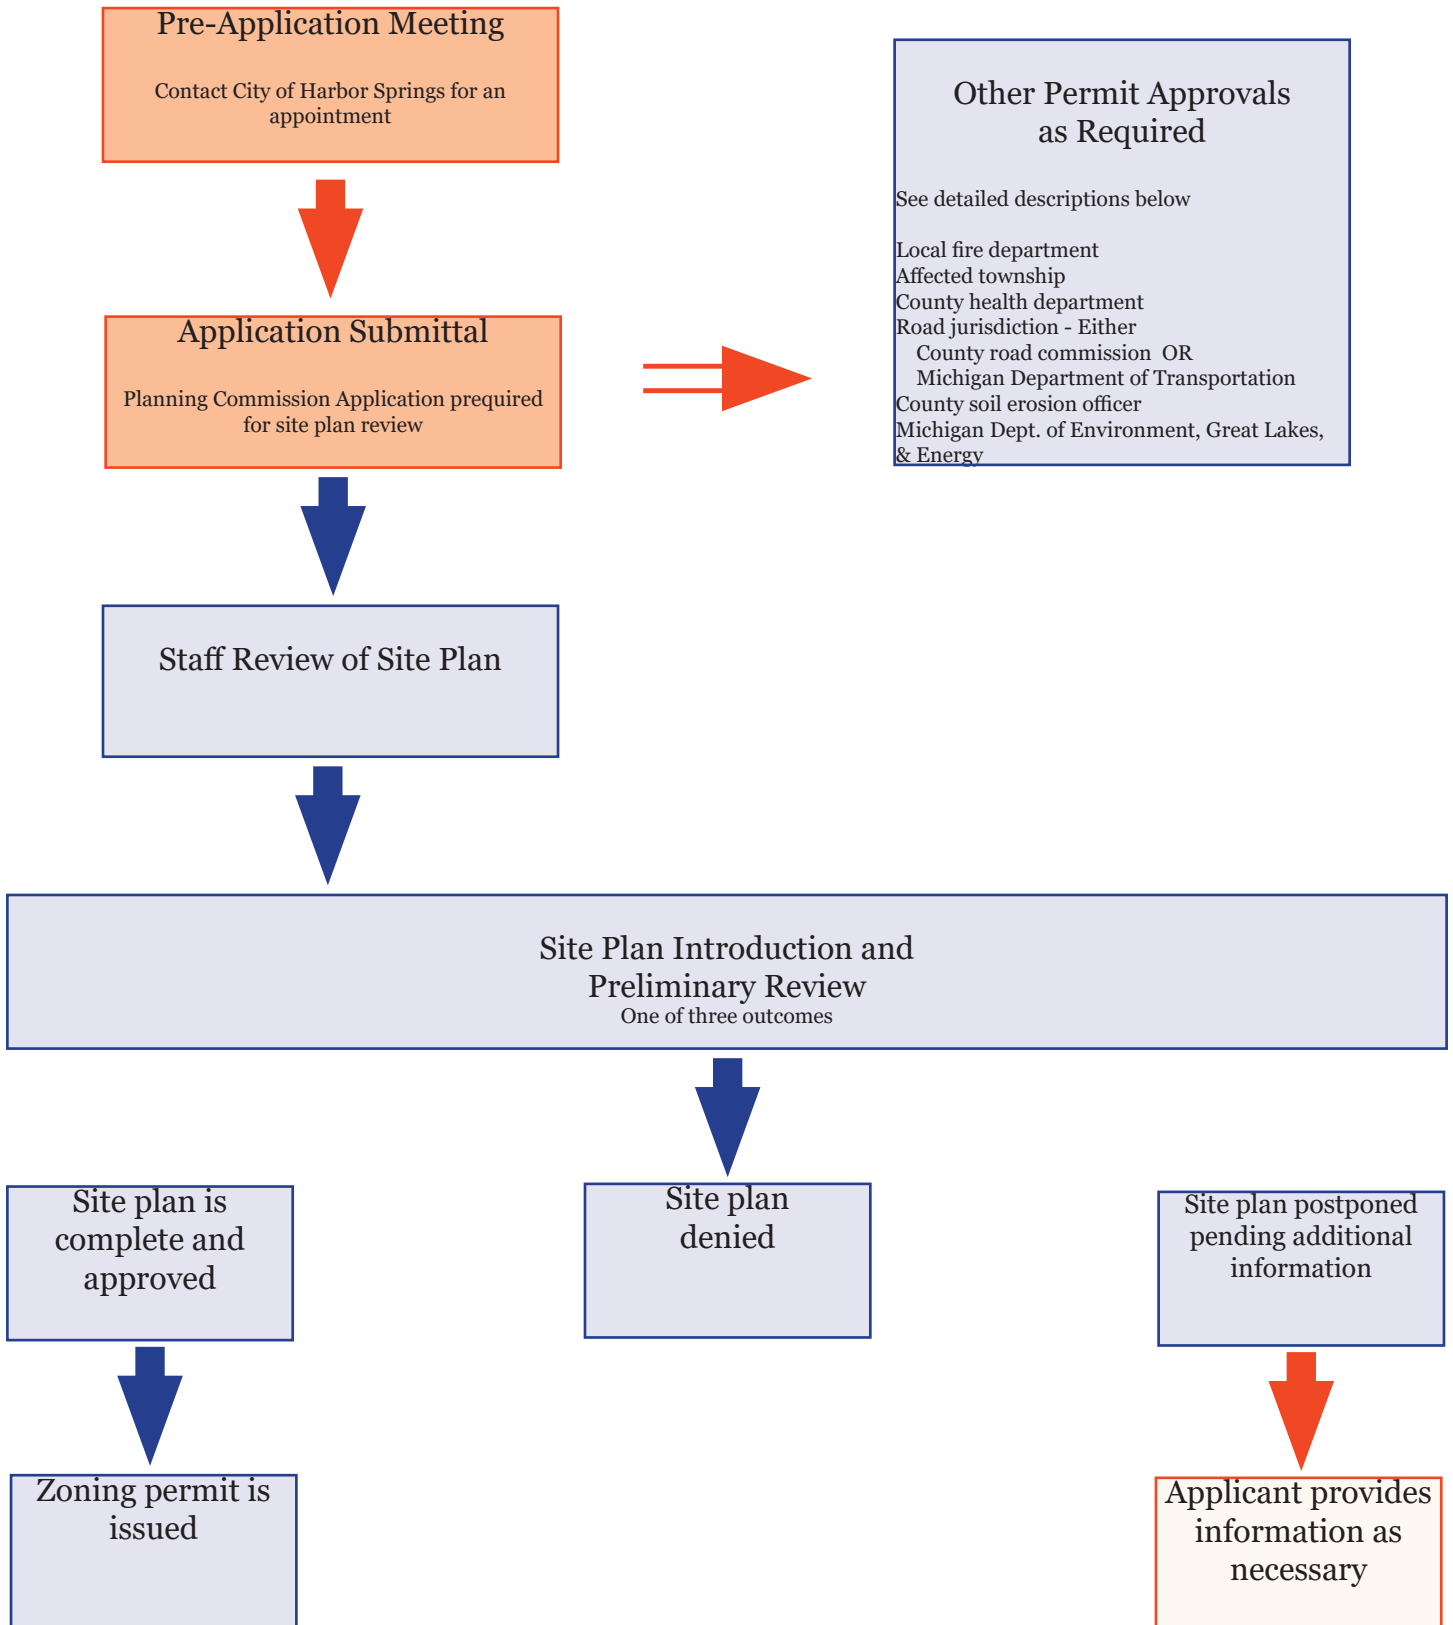 Pre-Application Meeting
Contact City of Harbor Springs for an
appointment
Other Permit Approvals
as Required
See detailed descriptions below
Local fire department
Affected township
County health department
Road jurisdiction - Either
County road commission OR
Michigan Department of Transportation
County soil erosion officer
Michigan Dept. of Environment, Great Lakes,
& Energy
Application Submittal
Planning Commission Application prequired
for site plan review
Staff Review of Site Plan
Site Plan Introduction and
Preliminary Review
One of three outcomes
Site plan is
complete and
approved
Site plan
denied
Site plan postponed
pending additional
information
Zoning permit is
issued
Applicant provides
information as
necessary